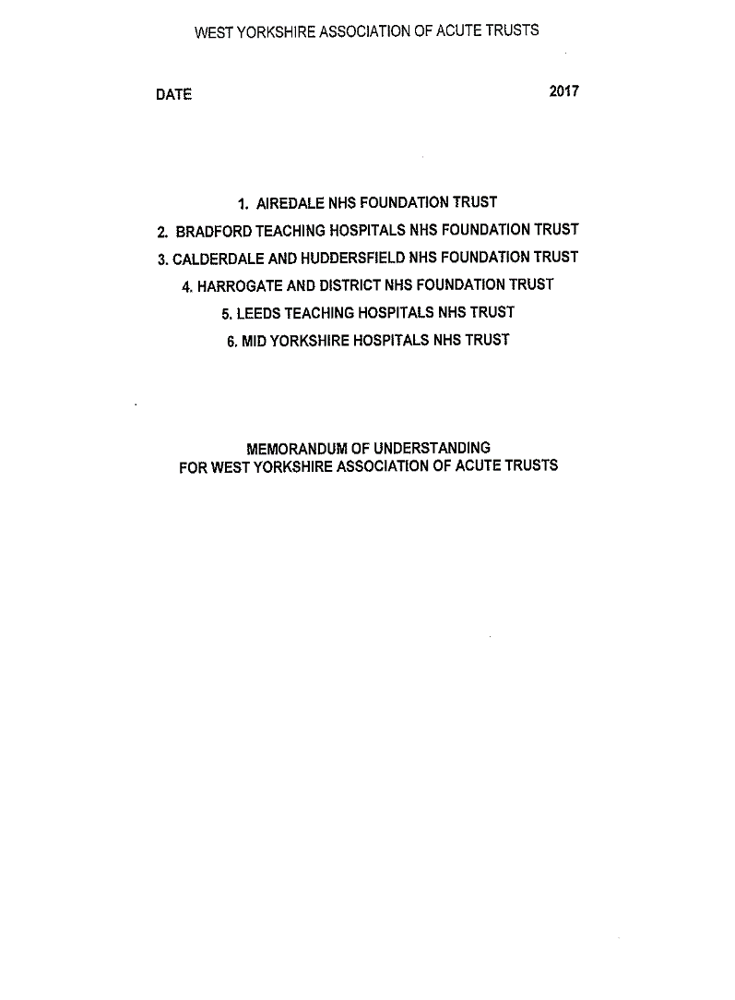 WEST YORKSHIRE ASSOCIATION OF ACUTE TRUSTS
DATE 2017
1. AIREDALE NHS FOUNDATION TRUST
2. BRADFORD TEACHING HOSPITALS NHS FOUNDATION TRUST
3. CALDERDALE AND HUDDERSFIELD NHS FOUNDATION TRUST
4. HARROGATE AND DISTRICT NHS FOUNDATION TRUST
5. LEEDS TEACHING HOSPITALS NHS TRUST
6. MID YORKSHIRE HOSPITALS NHS TRUST
MEMORANDUM OF UNDERSTANDING
FOR WEST YORKSHIRE ASSOCIATION OF ACUTE TRUSTS